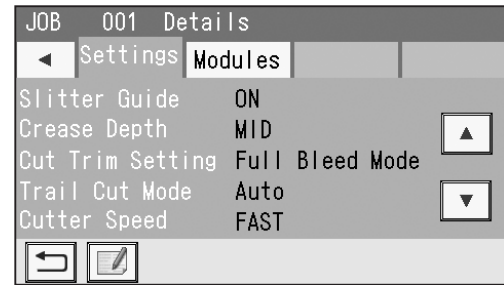 JOB 001 Details
Settings Modules
Slitter Guide ON
Crease Depth MID
Cut Trim Setting Full Bleed Mode
Trail Cut Mode Auto
Cutter Speed FAST